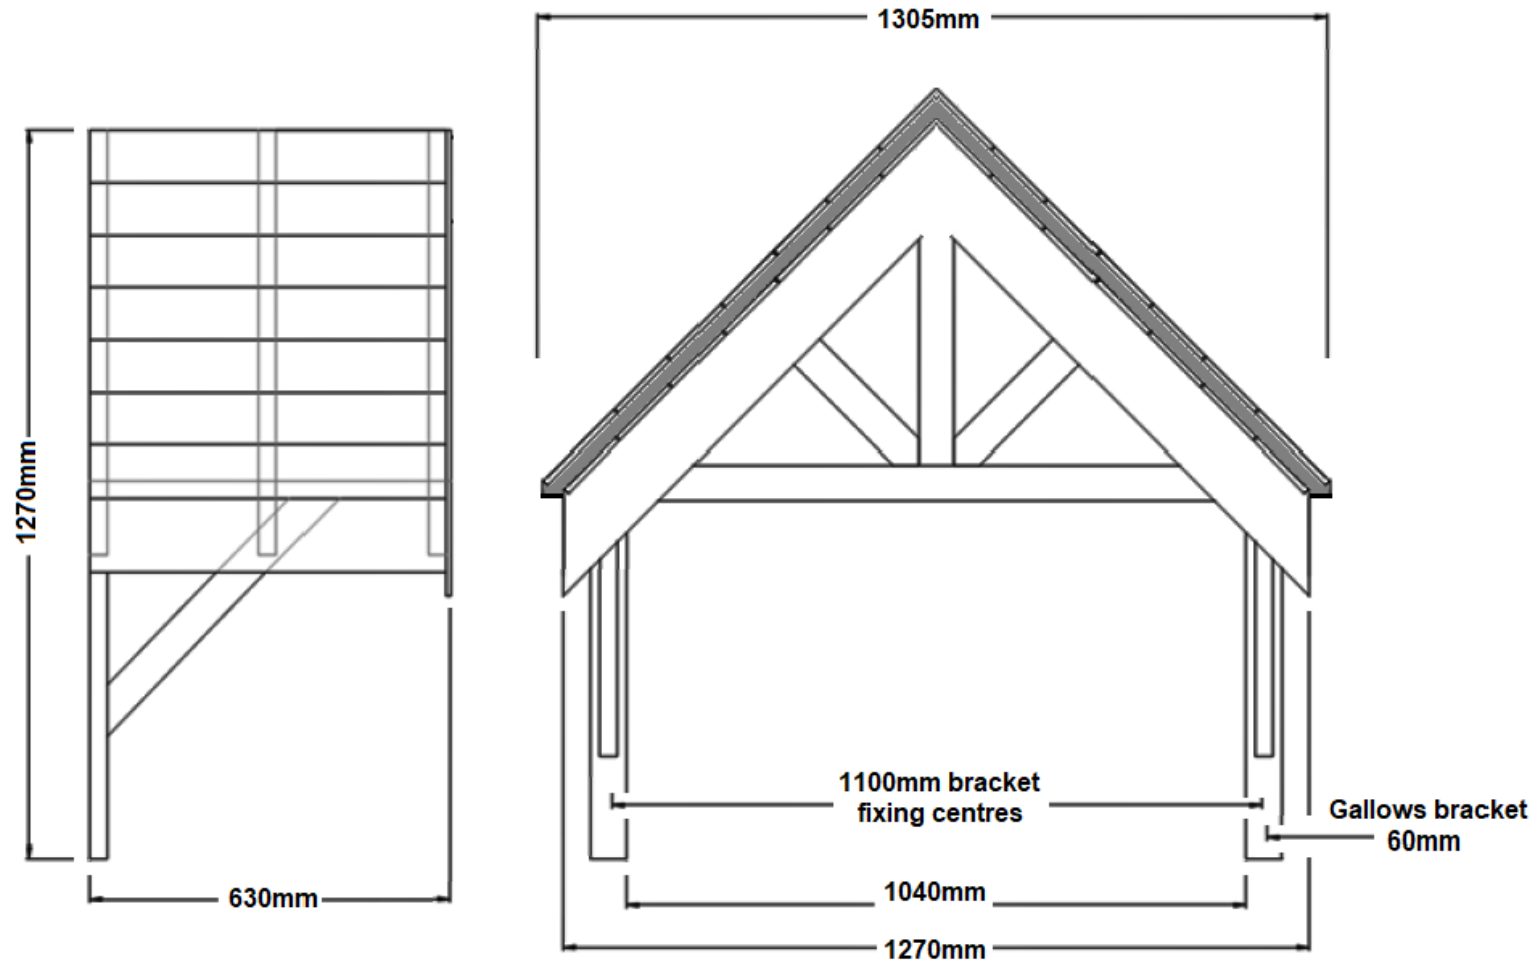 1305mm
1270mm
1100mm bracket
fixing centres
Gallows bracket
60mm
630mm
1040mm
1270mm